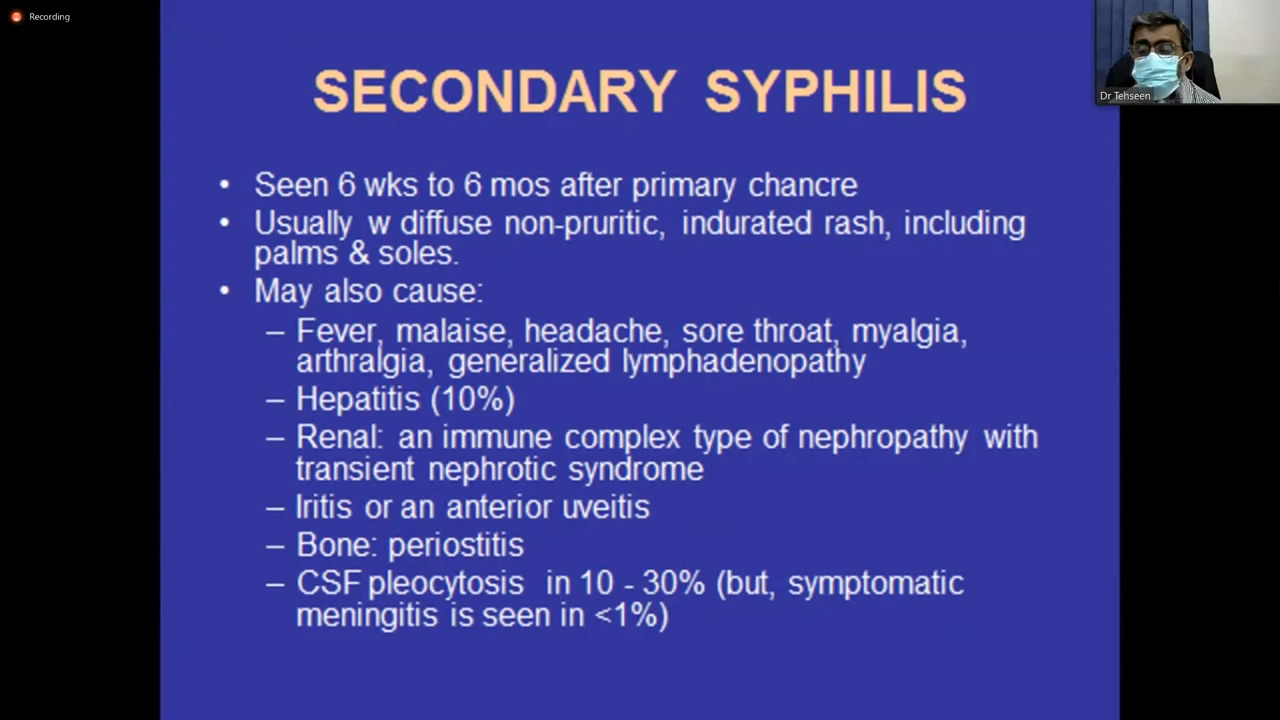 Recording
Dr Tehseen
SECONDARY SYPHILIS
• Seen 6 wks to 6 mos after primary chancre
• Usually w diffuse non-pruritic, indurated rash, including
palms & soles.
• May also cause:
– Fever, malaise, headache, sore throat, myalgia,
arthralgia, generalized lymphadenopathy
– Hepatitis (10%)
– Renal: an immune complex type of nephropathy with
transient nephrotic syndrome
– Iritis or an anterior uveitis
– Bone: periostitis
– CSF pleocytosis in 10 - 30% (but, symptomatic
meningitis is seen in <1%)